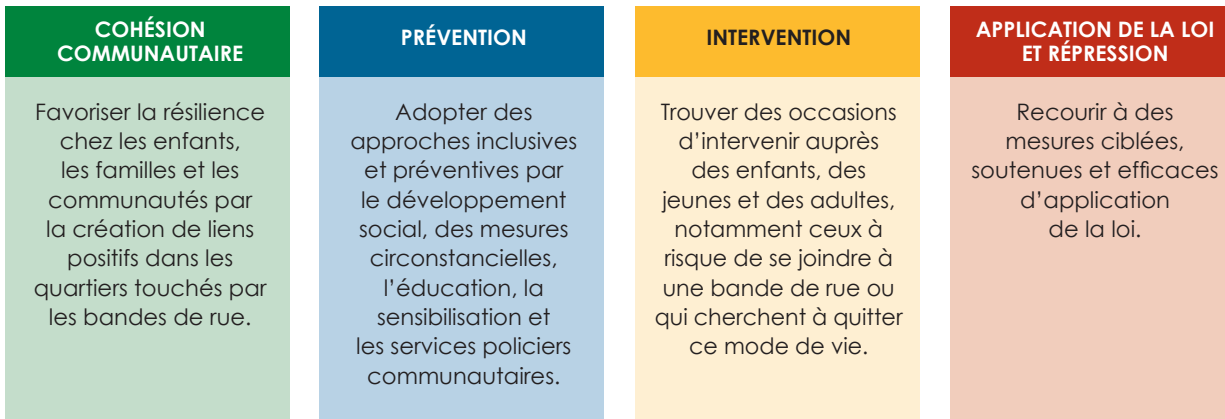 COHÉSION
COMMUNAUTAIRE
Favoriser la résilience
chez les enfants,
les familles et les
communautés par
la création de liens
positifs dans les
quartiers touchés par
les bandes de rue.
PRÉVENTION
Adopter des
approches inclusives
et préventives par
le développement
social, des mesures
circonstancielles,
l’éducation, la
sensibilisation et
les services policiers
communautaires.
INTERVENTION
Trouver des occasions
d’intervenir auprès
des enfants, des
jeunes et des adultes,
notamment ceux à
risque de se joindre à
une bande de rue ou
qui cherchent à quitter
ce mode de vie.
APPLICATION DE LA LOI
ET RÉPRESSION
Recourir à des
mesures ciblées,
soutenues et efficaces
d’application
de la loi.